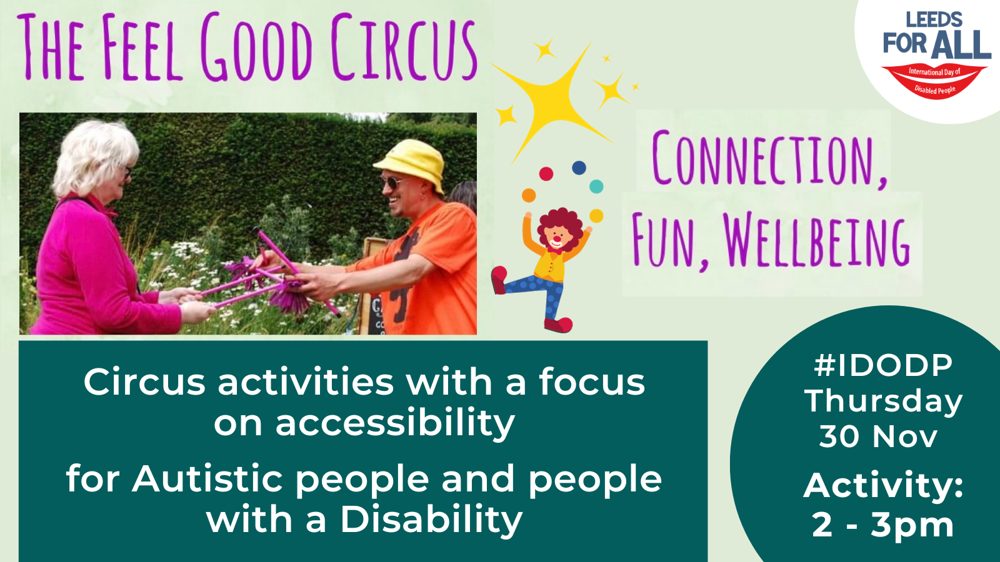 THE FEEL GOOD CIRCUS
LEEDS
FOR ALL
International Day of
Disabled People
CONNECTION,
FUN, WELLBEING
Circus activities with a focus
on accessibility
for Autistic people and people
with a Disability
#IDODP
Thursday
30 Nov
Activity:
2 - 3pm